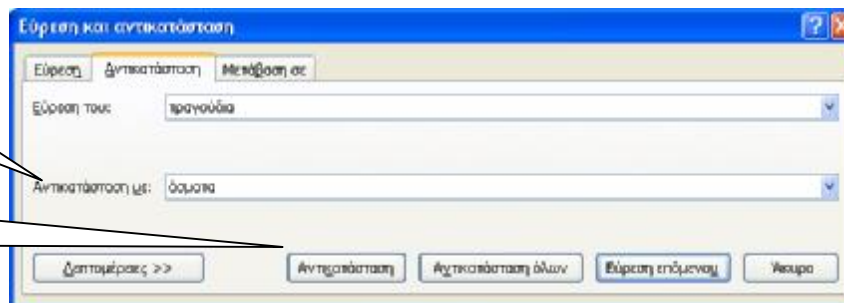 Εύρεση και αντικατάσταση
Εύρεση Αντικατάσταση Μετάβαση σε
Εύρεση του: τραγούδια
Αντικατάσταση με: άσματα
Λεπτομέρειες >> Αντικατάσταση Αντικατάσταση όλων Εύρεση επόμενου Άκυρο